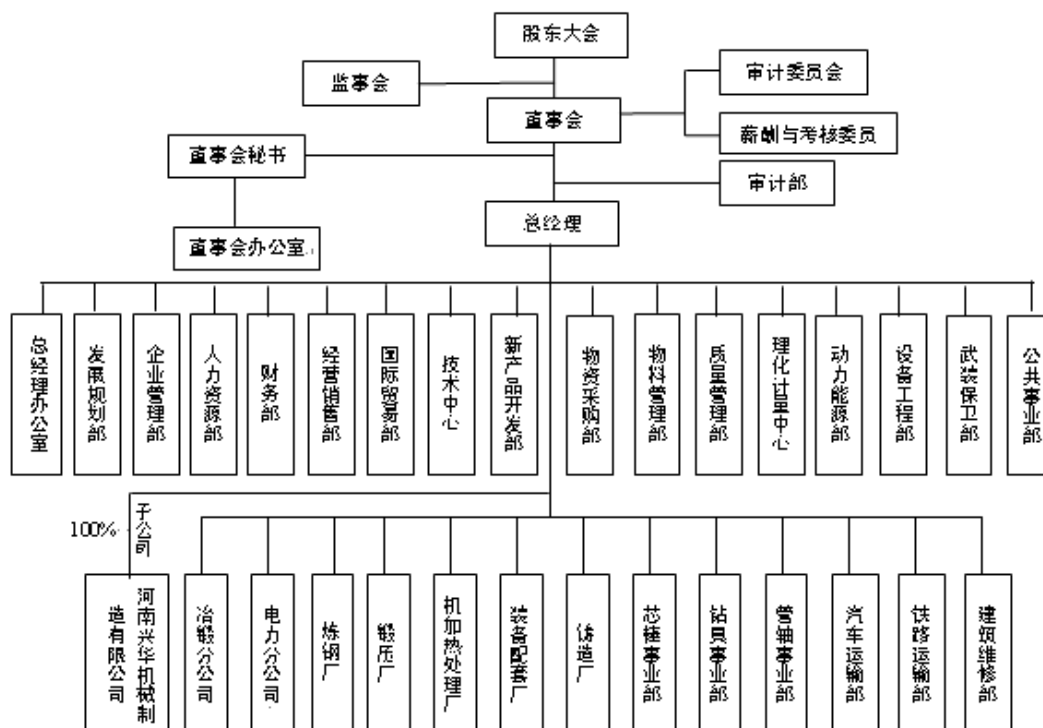 股东大会
监事会
审计委员会
董事会
薪酬与考核委员
董事会秘书
审计部
总经理
董事会办公室
总经理办公室
发展规划部
企业管理部
人力资源部
财务部
经营销售部
国际贸易部
技术中心
新产品开发部
物资采购部
物料管理部
质量管理部
理化计量中心
动力能源部
设备工程部
武装保卫部
公共事业部
100%
子公司
河南兴华机械制
造有限公司
冶锻分公司
电力分公司
炼钢厂
锻压厂
机加热处理厂
装备配套厂
铸造厂
芯棒事业部
钻具事业部
管轴事业部
汽车运输部
铁路运输部
建筑维修部